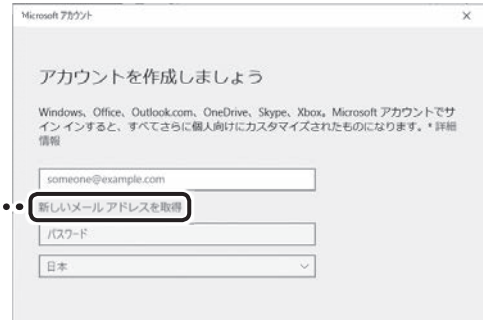 Microsoft アカウント
アカウントを作成しましょう
Windows、Office、Outlook.com、OneDrive、Skype、Xbox。Microsoft アカウントでサ
イン インすると、すべてさらに個人向けにカスタマイズされたものになります。* 詳細
情報
someone@example.com
新しいメール アドレスを取得
パスワード
日本